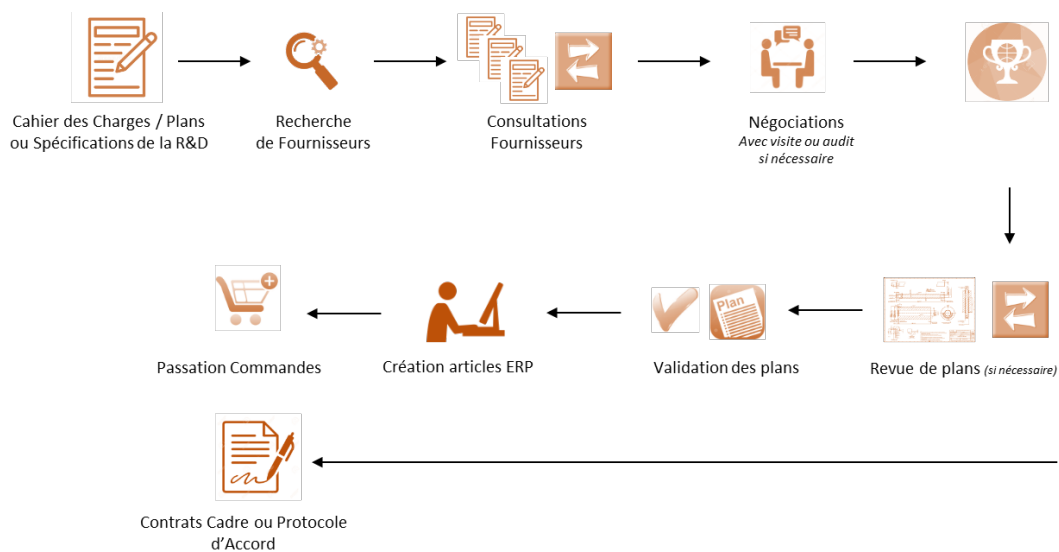 Cahier des Charges / Plans
ou Spécifications de la R&D
Recherche
de Fournisseurs
Consultations
Fournisseurs
Négociations
Avec visite ou audit
si nécessaire
Passation Commandes
Création articles ERP
Plan
Validation des plans
Revue de plans (si nécessaire)
Contrats Cadre ou Protocole
d’Accord